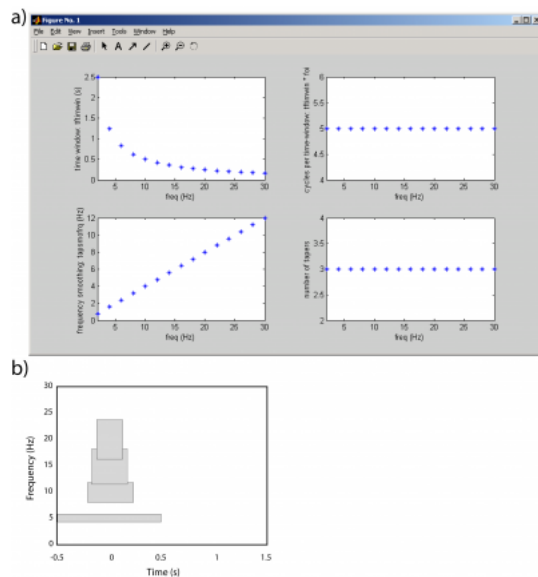 a)
Figure No. 1
File Edit View Insert Tools Window Help
time window: tftimwin (s)
2.5
2
1.5
1
0.5
0
5 10 15 20 25 30
freq (Hz)
cycles per time-window: tftimwin * foi
6
5.5
5
4.5
4
5 10 15 20 25 30
freq (Hz)
frequency smoothing: tapsmofrq (Hz)
12
10
8
6
4
2
0
5 10 15 20 25 30
freq (Hz)
number of tapers
4
3.5
3
2.5
2
5 10 15 20 25 30
freq (Hz)
b)
Frequency (Hz)
30
25
20
15
10
5
0
-0.5 0 0.5 1 1.5
Time (s)